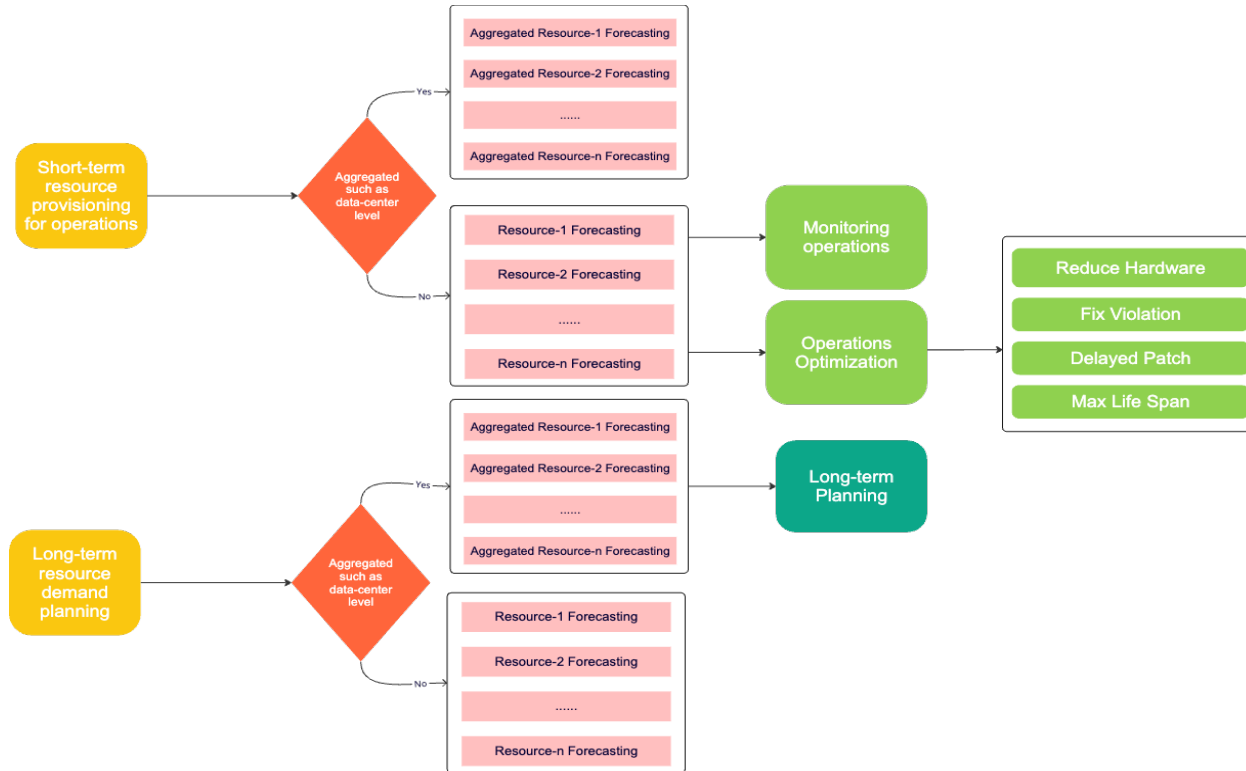 Short-term
resource
provisioning
for operations
Aggregated
such as
data-center
level
Yes
No
Aggregated Resource-1 Forecasting
Aggregated Resource-2 Forecasting
......
Aggregated Resource-n Forecasting
Resource-1 Forecasting
Resource-2 Forecasting
......
Resource-n Forecasting
Monitoring
operations
Operations
Optimization
Reduce Hardware
Fix Violation
Delayed Patch
Max Life Span
Long-term
resource
demand
planning
Aggregated
such as
data-center
level
Yes
No
Aggregated Resource-1 Forecasting
Aggregated Resource-2 Forecasting
......
Aggregated Resource-n Forecasting
Long-term
Planning
Resource-1 Forecasting
Resource-2 Forecasting
......
Resource-n Forecasting